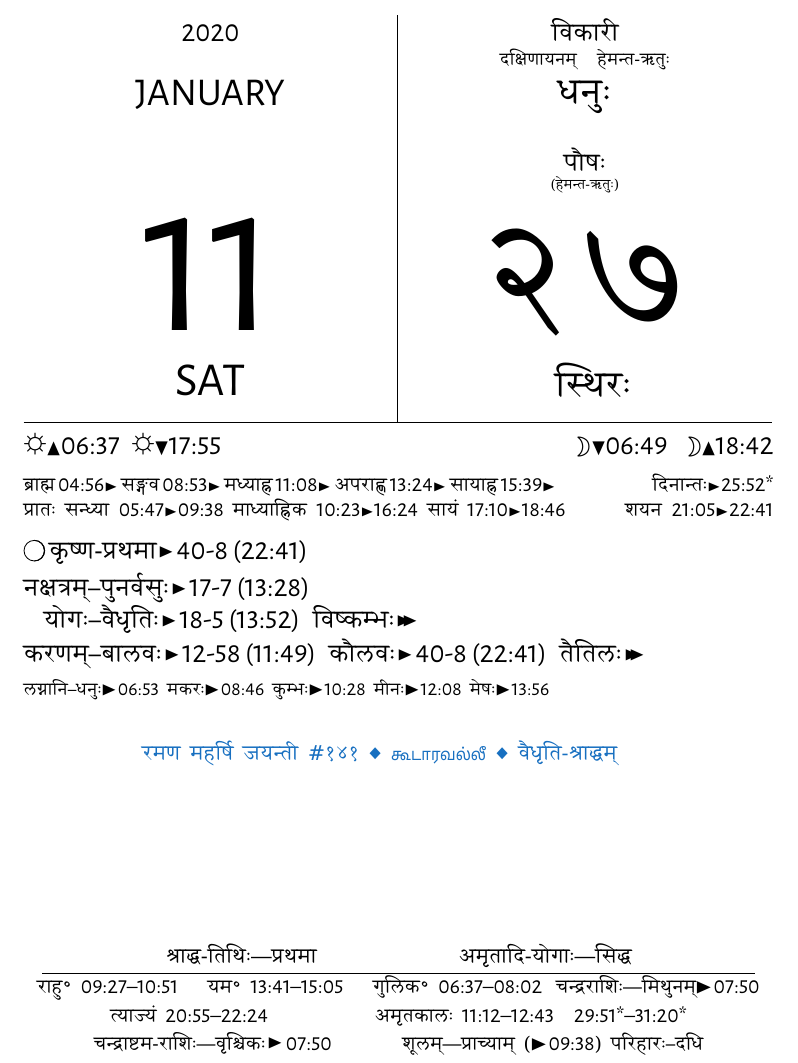 2020
JANUARY
11
SAT
विकारी
दक्षिणायनम् हेमन्त-ऋतुः
धनुः
पौषः
(हेमन्त-ऋतुः)
२७
स्थिरः
☼▲06:37 ☼▼17:55 ☽▼06:49 ☽▲18:42
ब्राह्म 04:56► सङ्गव 08:53► मध्याह्न 11:08► अपराह्ण 13:24► सायाह्न 15:39► दिनान्तः►25:52*
प्रातः सन्ध्या 05:47►09:38 माध्याह्निक 10:23►16:24 सायं 17:10►18:46 शयन 21:05►22:41
◯कृष्ण-प्रथमा►40-8 (22:41)
नक्षत्रम्–पुनर्वसुः►17-7 (13:28)
योगः–वैधृतिः►18-5 (13:52) विष्कम्भः►►
करणम्–बालवः►12-58 (11:49) कौलवः►40-8 (22:41) तैतिलः►►
लग्नानि–धनुः►06:53 मकरः►08:46 कुम्भः►10:28 मीनः►12:08 मेषः►13:56
रमण महर्षि जयन्ती #१४१ ◆ கூடாரவல்லீ ◆ वैधृति-श्राद्धम्
श्राद्ध-तिथिः—प्रथमा अमृतादि-योगाः—सिद्ध
राहु° 09:27–10:51 यम° 13:41–15:05 गुलिक° 06:37–08:02 चन्द्रराशिः—मिथुनम्►07:50
त्याज्यं 20:55–22:24 अमृतकालः 11:12–12:43 29:51*–31:20*
चन्द्राष्टम-राशिः—वृश्चिकः►07:50 शूलम्—प्राच्याम् (►09:38) परिहारः–दधि